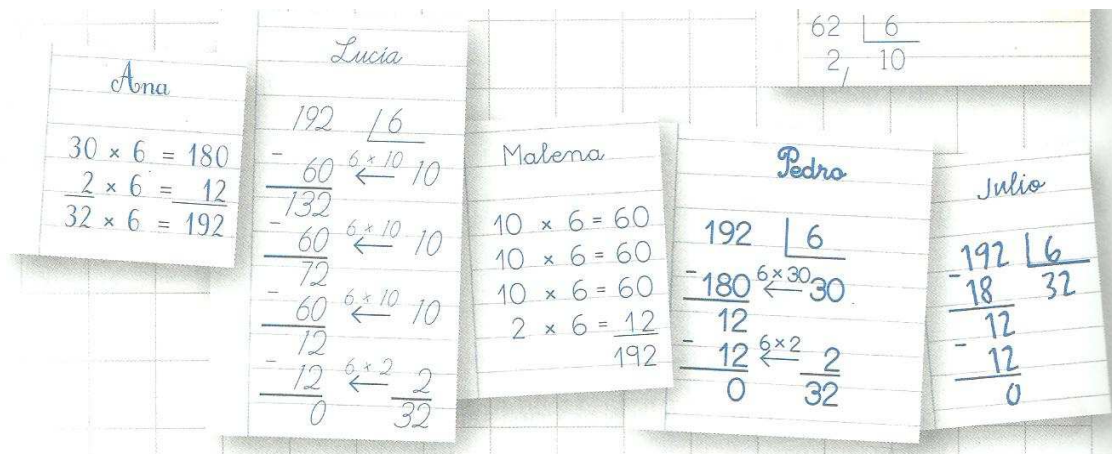 Ana
30 × 6 = 180
2 × 6 = 12
32 × 6 = 192
Lucía
192 6
- 60 6 × 10 ← 10
132
- 60 6 × 10 ← 10
72
- 60 6 × 10 ← 10
12
- 12 6 × 2 ← 2
0 32
Malena
10 × 6 = 60
10 × 6 = 60
10 × 6 = 60
2 × 6 = 12
192
Pedro
192 6
- 180 6 × 30 ← 30
12
- 12 6 × 2 ← 2
0 32
62 6
2/ 10
Julio
- 192 6
18 32
12
- 12
0